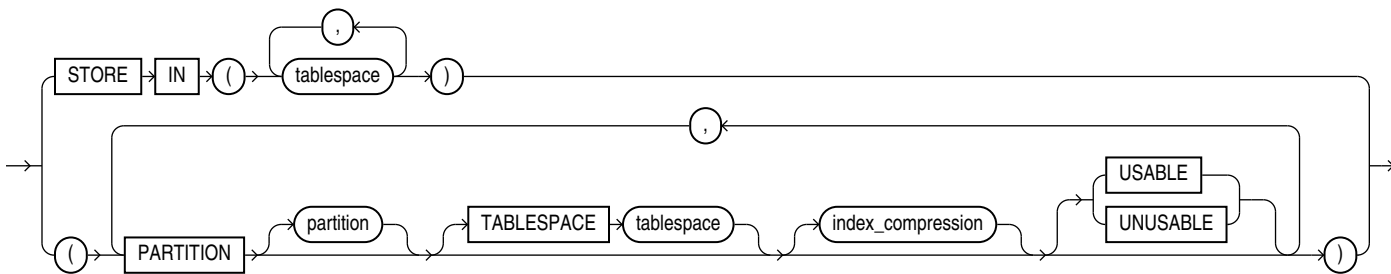 ,
STORE IN ( tablespace )
,
USABLE
partition TABLESPACE tablespace index_compression UNUSABLE
( PARTITION )